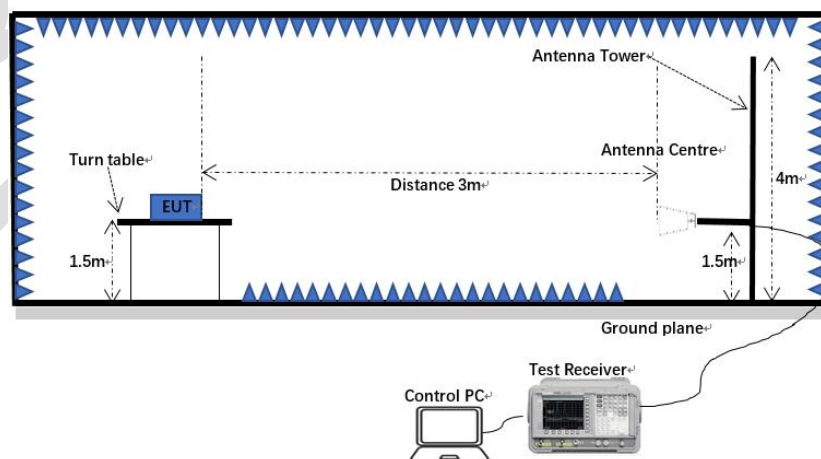 Antenna Tower
Antenna Centre
Turn table
Distance 3m
4m
EUT
1.5m
1.5m
Ground plane
Test Receiver
Control PC